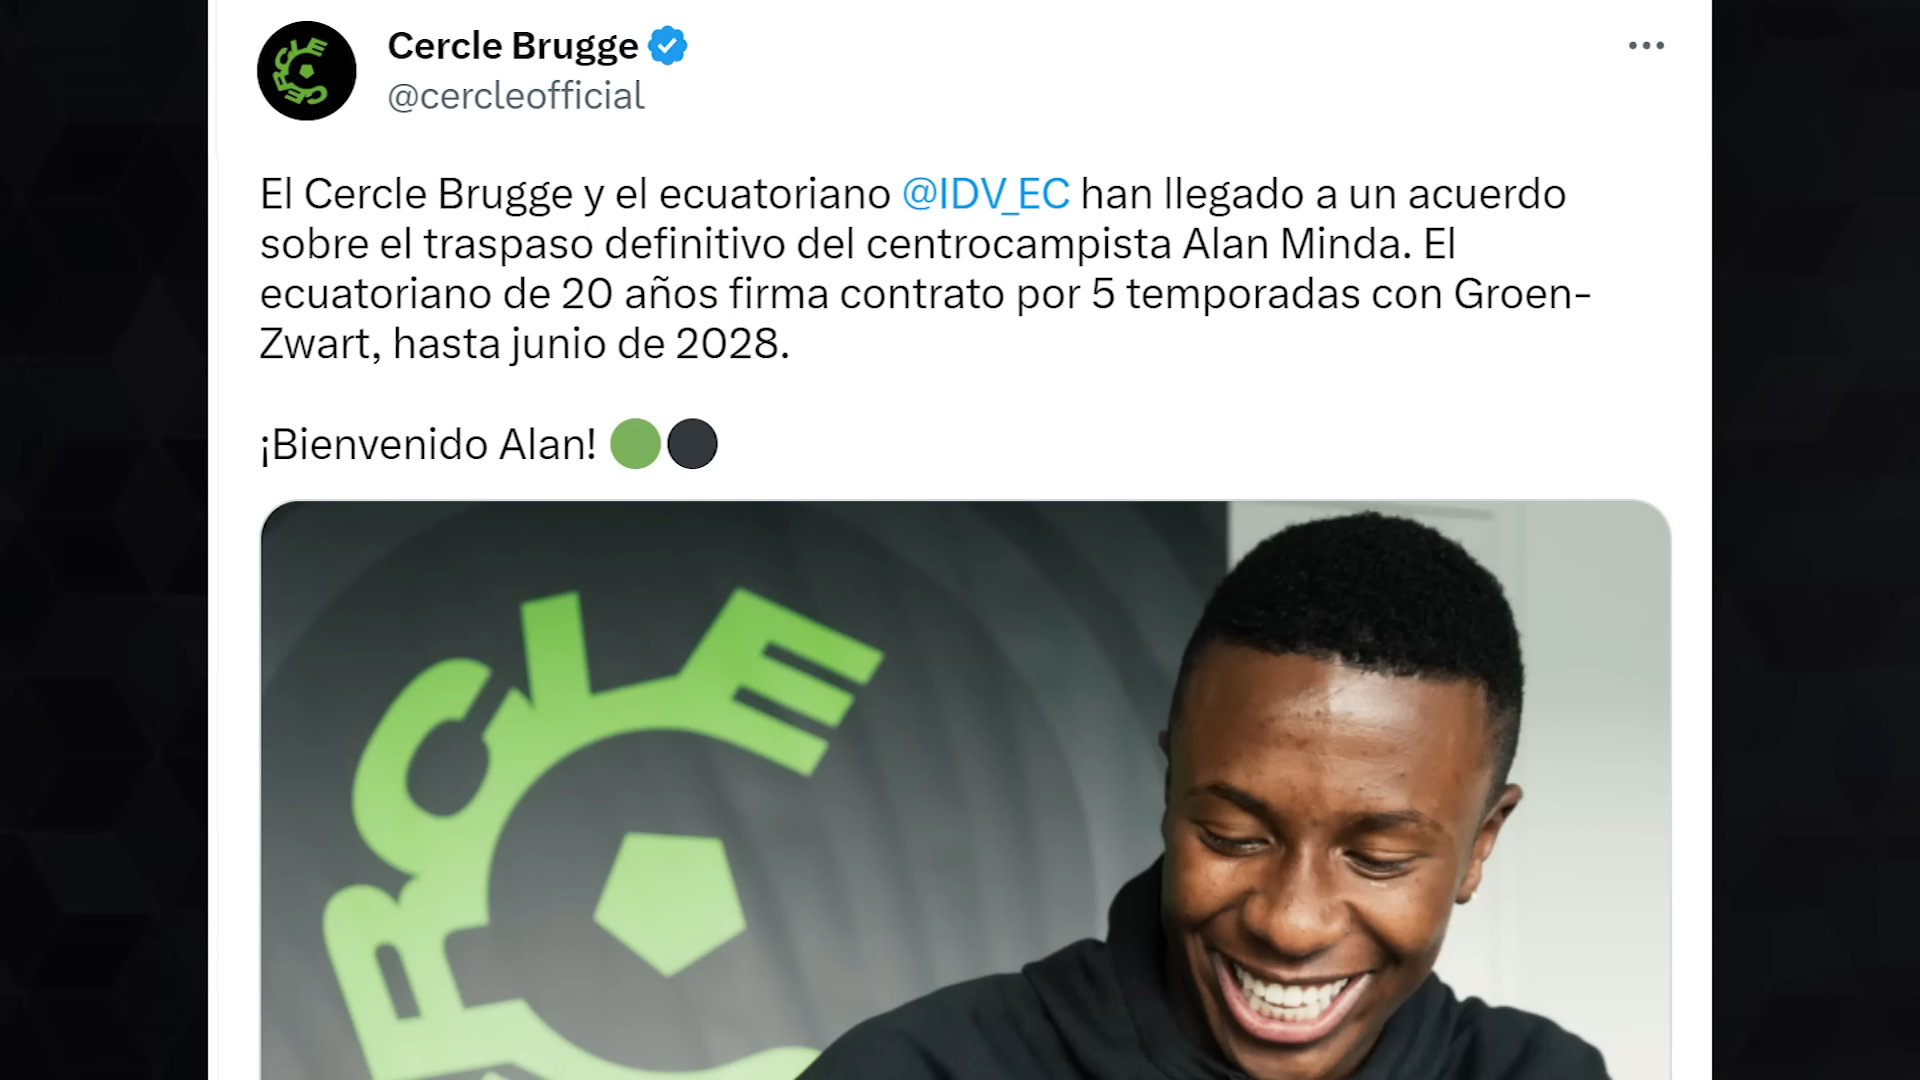 Cercle Brugge
@cercleofficial
El Cercle Brugge y el ecuatoriano @IDV_EC han llegado a un acuerdo
sobre el traspaso definitivo del centrocampista Alan Minda. El
ecuatoriano de 20 años firma contrato por 5 temporadas con Groen-
Zwart, hasta junio de 2028.
¡Bienvenido Alan!
CERCLE
RCLE